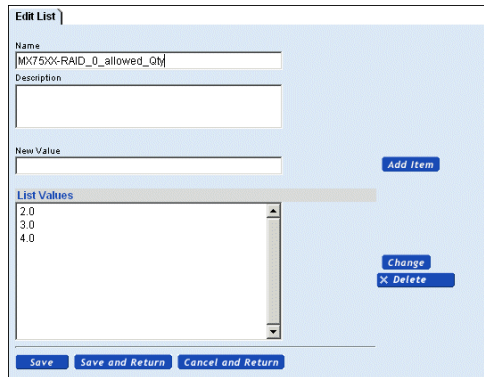 Edit List
Name
MX75XX-RAID_0_allowed_Qty
Description
New Value
Add Item
List Values
2.0
3.0
4.0
Change
X Delete
Save Save and Return Cancel and Return